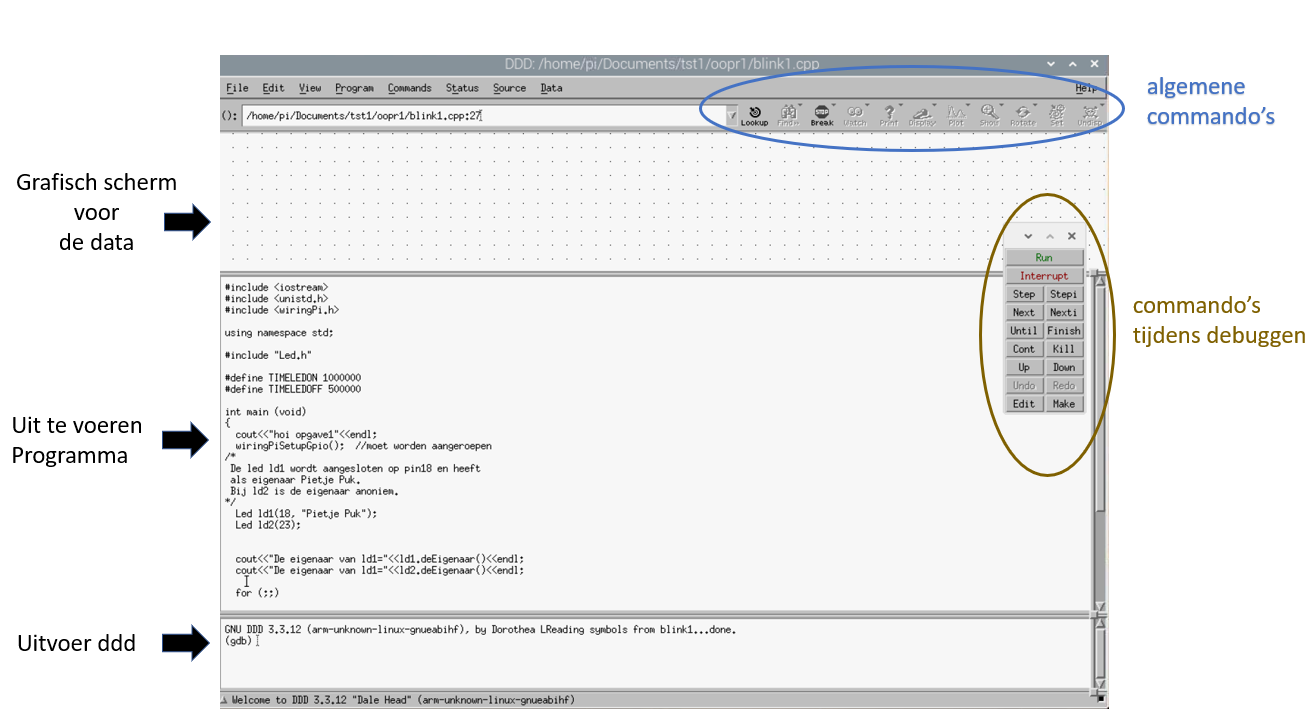 DDD: /home/pi/Documents/tst1/oopr1/blink1.cpp
File Edit View Program Commands Status Source Data Help
(): /home/pi/Documents/tst1/oopr1/blink1.cpp:27
Lookup Find» Break Watch Print Display Plot Show Rotate Set Undisp
algemene
commando's
Grafisch scherm
voor
de data
Run
Interrupt
Step Stepi
Next Nexti
Until Finish
Cont Kill
Up Down
Undo Redo
Edit Make
commando's
tijdens debuggen
Uit te voeren
Programma
#include <iostream>
#include <unistd.h>
#include <wiringPi.h>
using namespace std;
#include "Led.h"
#define TIMELEDON 1000000
#define TIMELEDOFF 500000
int main (void)
{
cout<<"hoi opgave1"<<endl;
wiringPiSetupGpio(); //moet worden aangeroepen
/*
De led ld1 wordt aangesloten op pin18 en heeft
als eigenaar Pietje Puk.
Bij ld2 is de eigenaar anoniem.
*/
Led ld1(18, "Pietje Puk");
Led ld2(23);
cout<<"De eigenaar van ld1="<<ld1.deEigenaar()<<endl;
cout<<"De eigenaar van ld1="<<ld2.deEigenaar()<<endl;
for (;;)
Uitvoer ddd
GNU DDD 3.3.12 (arm-unknown-linux-gnueabihf), by Dorothea LReading symbols from blink1...done.
(gdb)
Welcome to DDD 3.3.12 "Dale Head" (arm-unknown-linux-gnueabihf)